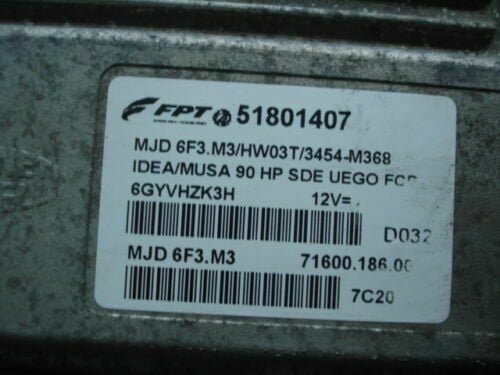 FPT 51801407
MJD 6F3.M3/HW03T/3454-M368
IDEA/MUSA 90 HP SDE UEGO
6GYVHZK3H 12V=
D032
MJD 6F3.M3 71600.186.00
7C20